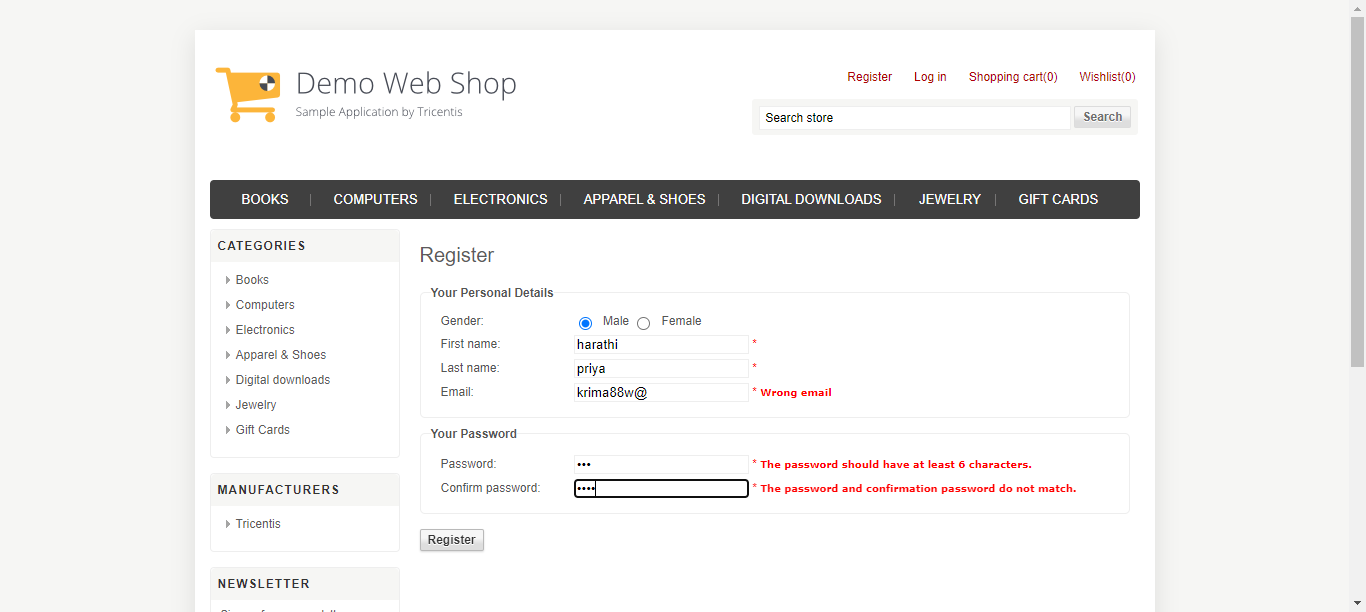 Demo Web Shop
Sample Application by Tricentis
Register Log in Shopping cart(0) Wishlist(0)
Search store Search
BOOKS COMPUTERS ELECTRONICS APPAREL & SHOES DIGITAL DOWNLOADS JEWELRY GIFT CARDS
CATEGORIES
Books
Computers
Electronics
Apparel & Shoes
Digital downloads
Jewelry
Gift Cards
MANUFACTURERS
Tricentis
NEWSLETTER
Register
Your Personal Details
Gender: Male Female
First name: harathi *
Last name: priya *
Email: krima88w@ * Wrong email
Your Password
Password: ••• * The password should have at least 6 characters.
Confirm password: •••• * The password and confirmation password do not match.
Register